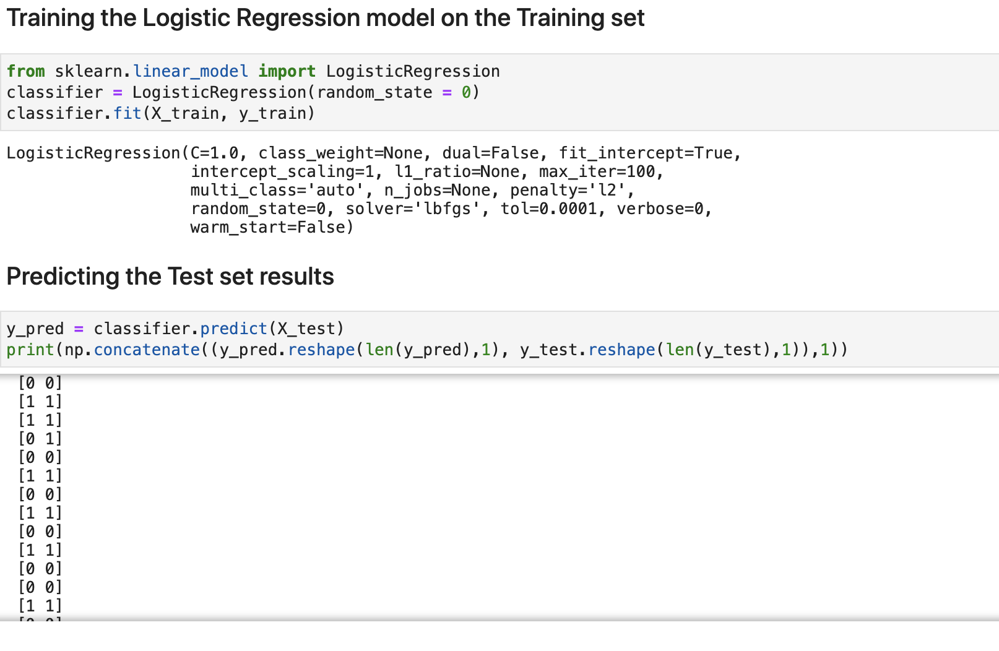 Training the Logistic Regression model on the Training set
from sklearn.linear_model import LogisticRegression
classifier = LogisticRegression(random_state = 0)
classifier.fit(X_train, y_train)
LogisticRegression(C=1.0, class_weight=None, dual=False, fit_intercept=True,
                   intercept_scaling=1, l1_ratio=None, max_iter=100,
                   multi_class='auto', n_jobs=None, penalty='l2',
                   random_state=0, solver='lbfgs', tol=0.0001, verbose=0,
                   warm_start=False)
Predicting the Test set results
y_pred = classifier.predict(X_test)
print(np.concatenate((y_pred.reshape(len(y_pred),1), y_test.reshape(len(y_test),1)),1))
[0 0]
[1 1]
[1 1]
[0 1]
[0 0]
[1 1]
[0 0]
[1 1]
[0 0]
[1 1]
[0 0]
[0 0]
[1 1]